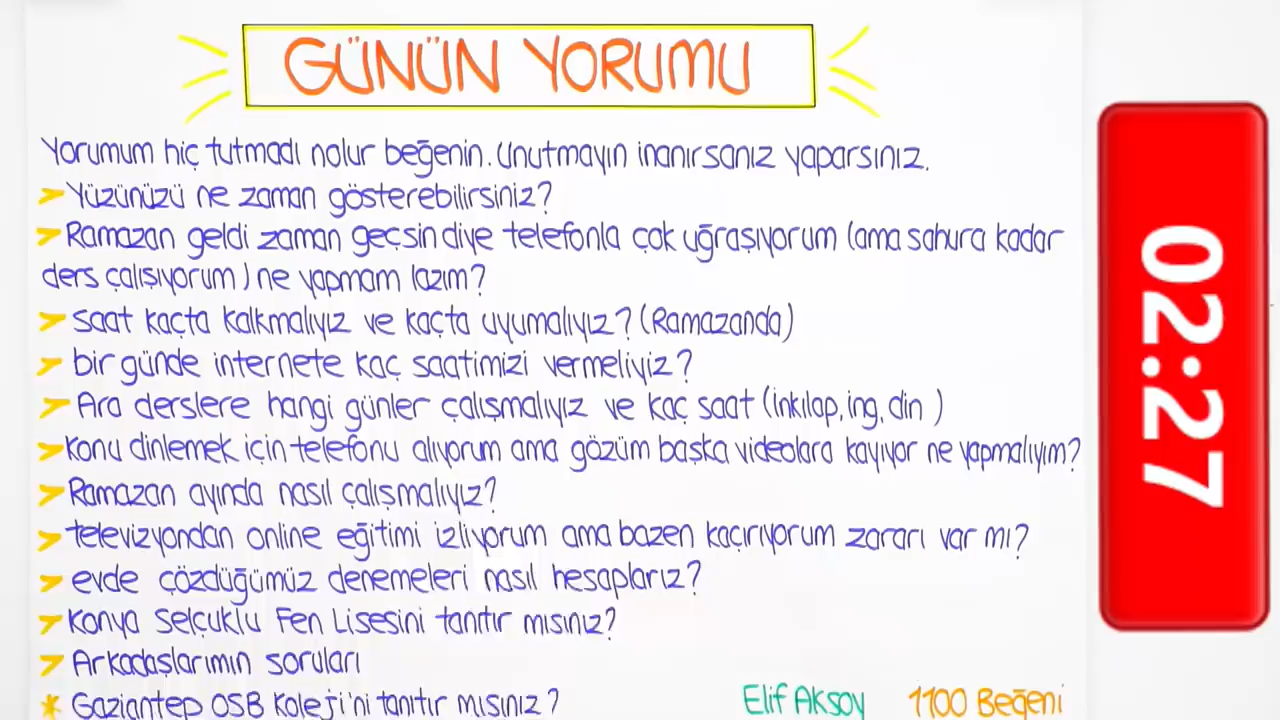 GÜNÜN YORUMU
Yorumum hiç tutmadı nolur beğenin. Unutmayın inanırsanız yaparsınız.
➤ Yüzünüzü ne zaman gösterebilirsiniz?
➤ Ramazan geldi zaman geçsin diye telefonla çok uğraşıyorum (ama sahura kadar
ders çalışıyorum) ne yapmam lazım?
➤ saat kaçta kalkmalıyız ve kaçta uyumalıyız? (Ramazanda)
➤ bir günde internete kaç saatimizi vermeliyiz?
➤ Ara derslere hangi günler çalışmalıyız ve kaç saat (inkılap, ing, din )
➤ Konu dinlemek için telefonu alıyorum ama gözüm başka videolara kayıyor ne yapmalıyım?
➤ Ramazan ayında nasıl çalışmalıyız?
➤ televizyondan online eğitimi izliyorum ama bazen kaçırıyorum zararı var mı?
➤ evde çözdüğümüz denemeleri nasıl hesaplarız?
➤ Konya Selçuklu Fen Lisesini tanıtır mısınız?
➤ Arkadaşlarımın soruları
* Gaziantep OSB Koleji'ni tanıtır mısınız?
Elif Aksoy 1100 Beğeni
02:27